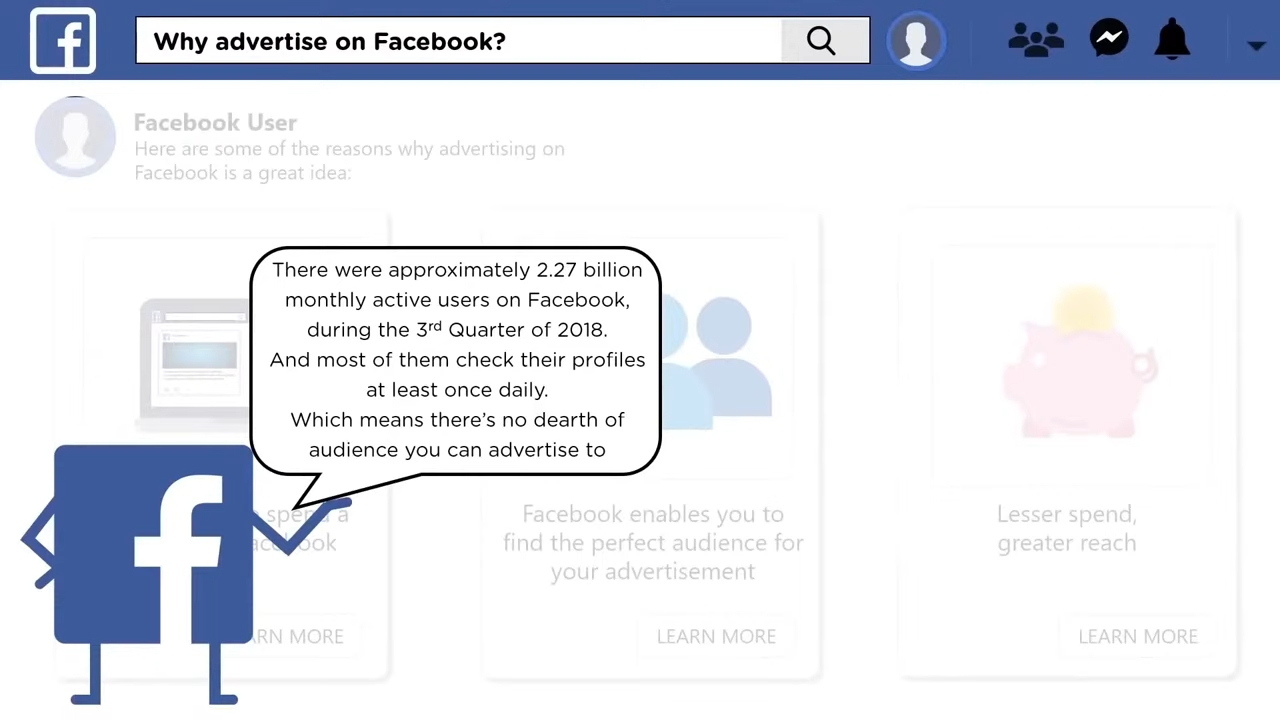 Why advertise on Facebook?
Facebook User
Here are some of the reasons why advertising on
Facebook is a great idea:
There were approximately 2.27 billion
monthly active users on Facebook,
during the 3rd Quarter of 2018.
And most of them check their profiles
at least once daily.
Which means there's no dearth of
audience you can advertise to
spend a
Facebook enables you to
find the perfect audience for
your advertisement
LEARN MORE
Lesser spend,
greater reach
LEARN MORE